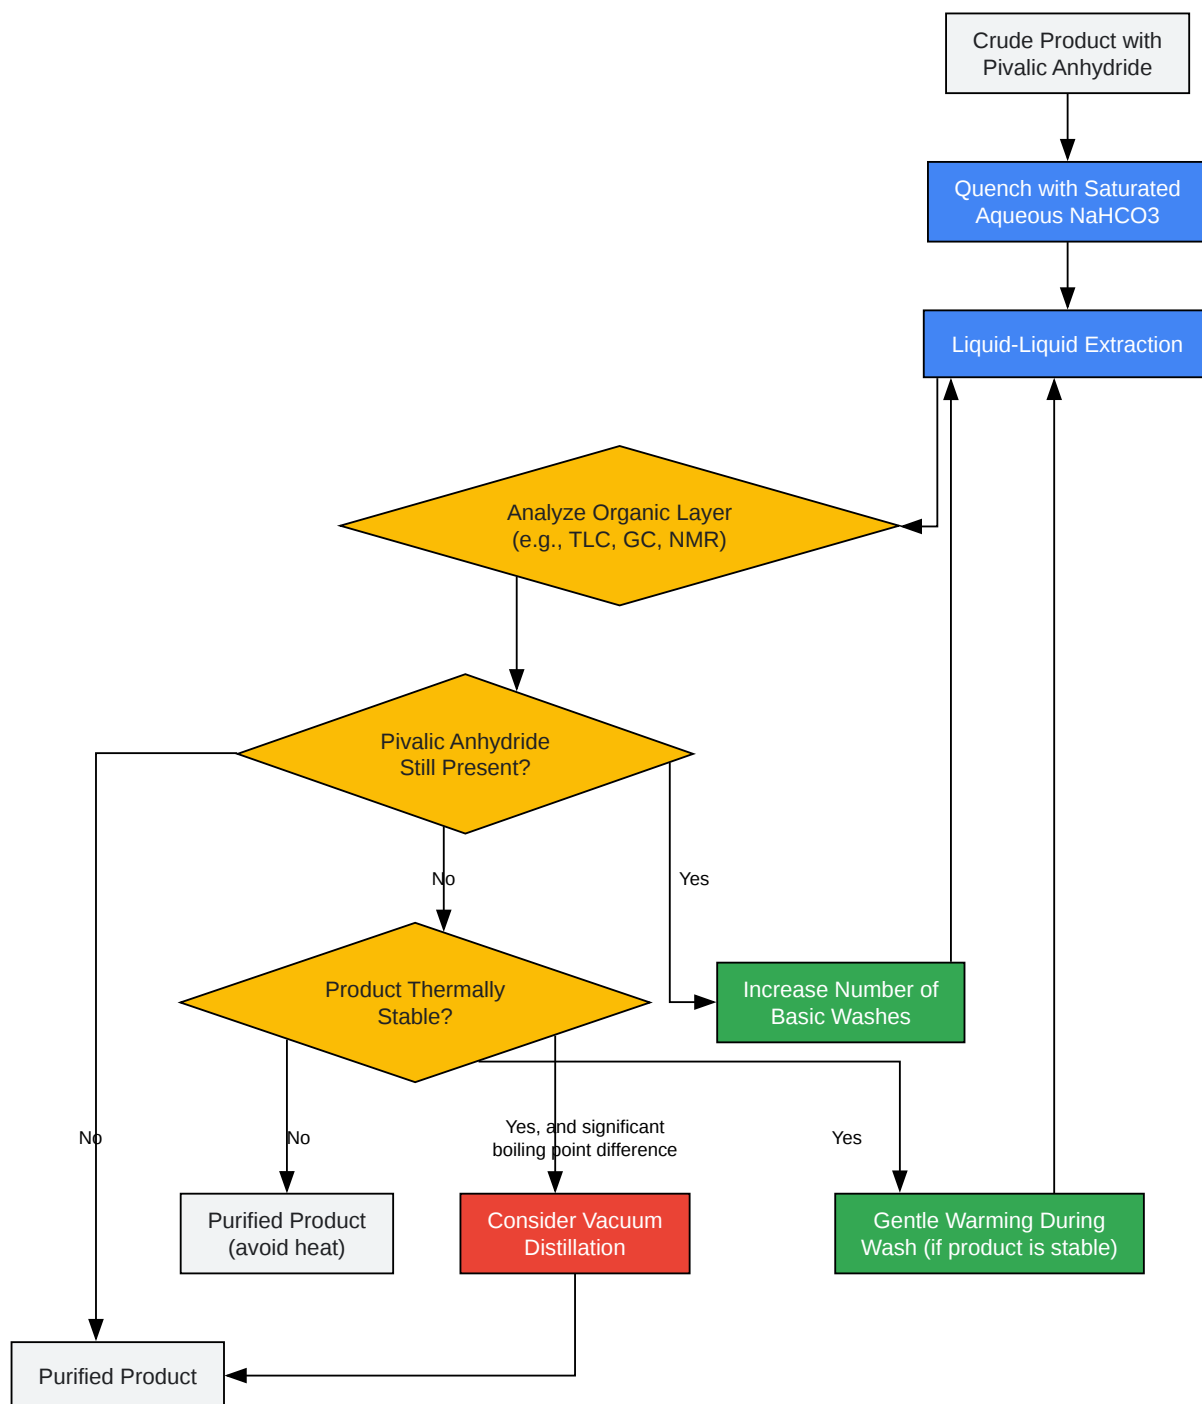 Crude Product with
Pivalic Anhydride
Quench with Saturated
Aqueous NaHCO3
Liquid-Liquid Extraction
Analyze Organic Layer
(e.g., TLC, GC, NMR)
Pivalic Anhydride
Still Present?
No
Yes
Product Thermally
Stable?
Increase Number of
Basic Washes
No
No
Yes, and significant
boiling point difference
Yes
Purified Product
(avoid heat)
Consider Vacuum
Distillation
Gentle Warming During
Wash (if product is stable)
Purified Product